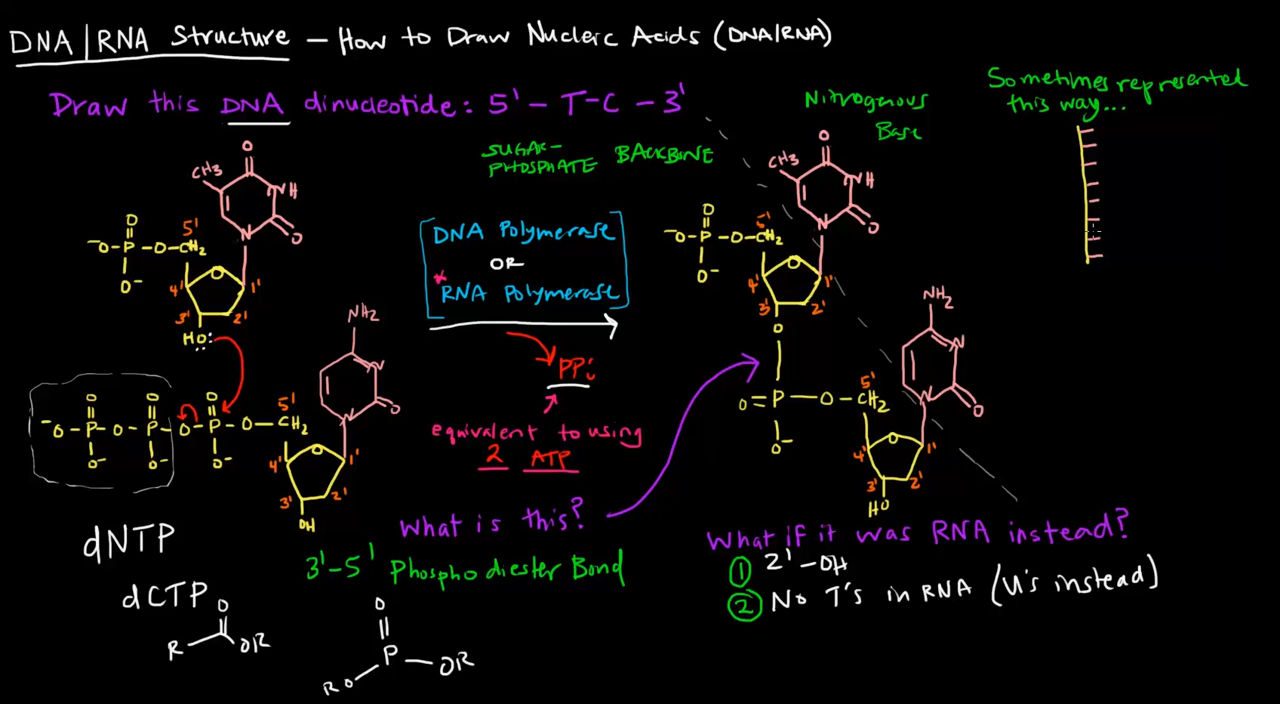 DNA/RNA Structure — How to Draw Nucleic Acids (DNA/RNA)
Draw this DNA dinucleotide: 5' - T-C - 3'
Nitrogenous
Base
Sometimes represented
this way...
SUGAR-
PHOSPHATE BACKBONE
O
CH3
N H
N
O
O
⁻O-P-O-CH2
O⁻
5'
O
4'
1'
3'
2'
HO:
DNA Polymerase
OR
*RNA Polymerase
PPi
equivalent to using
2 ATP
NH2
N
N
O
O O O
⁻O-P-O-P-O-P-O-CH2
O⁻ O⁻ O⁻
5'
O
4'
1'
3'
2'
OH
O
CH3
N H
N
O
O
⁻O-P-O-CH2
O⁻
5'
O
4'
1'
3'
2'
O
O=P-O-CH2
O⁻
5'
NH2
N
N
O
O
4'
1'
3'
2'
HO
What is this?
3'-5' Phosphodiester Bond
dNTP
dCTP
O
R
OR
O
P
RO
OR
What if it was RNA instead?
① 2'-OH
② No T's in RNA (U's instead)